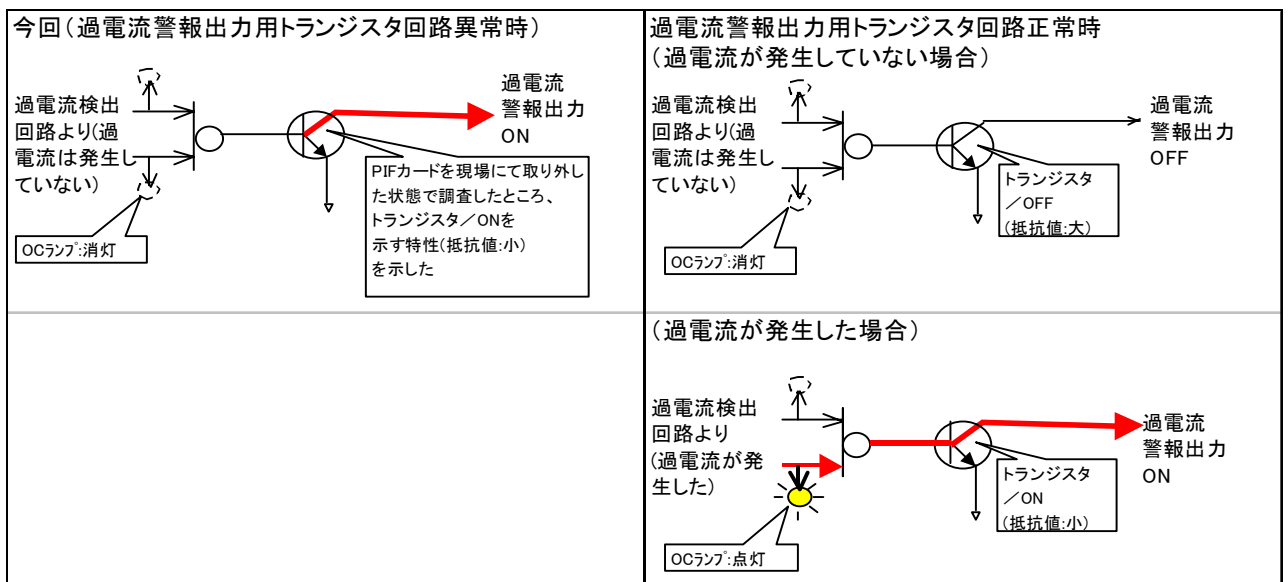 今回(過電流警報出力用トランジスタ回路異常時)
過電流検出
回路より(過
電流は発生し
ていない)
過電流
警報出力
ON
PIFカードを現場にて取り外し
た状態で調査したところ、
トランジスタ/ONを
示す特性(抵抗値:小)
を示した
OCランプ:消灯
過電流警報出力用トランジスタ回路正常時
(過電流が発生していない場合)
過電流検出
回路より(過
電流は発生し
ていない)
過電流
警報出力
OFF
トランジスタ
/OFF
(抵抗値:大)
OCランプ:消灯
(過電流が発生した場合)
過電流検出
回路より
(過電流が発
生した)
過電流
警報出力
ON
トランジスタ
/ON
(抵抗値:小)
OCランプ:点灯